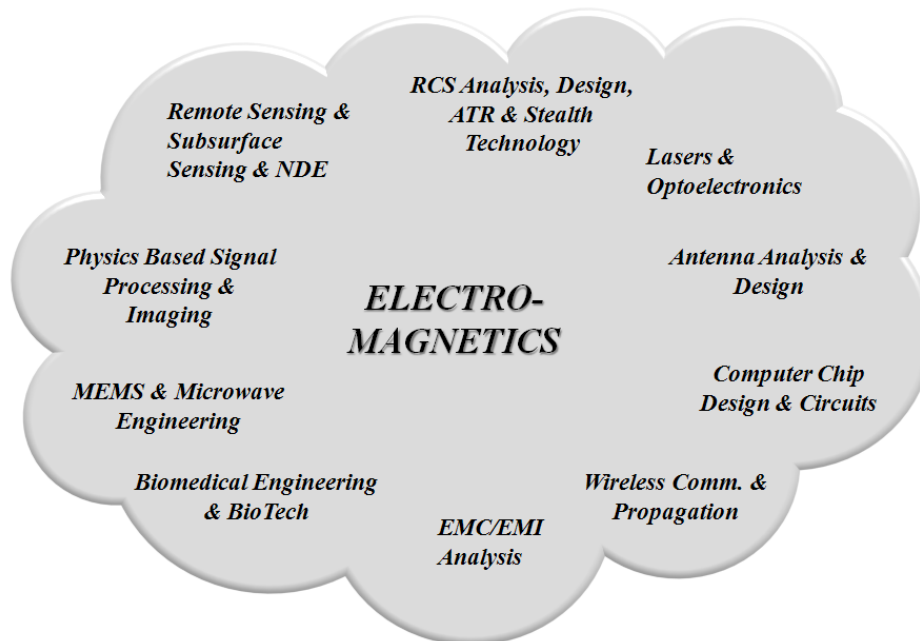 RCS Analysis, Design,
ATR & Stealth
Technology
Remote Sensing &
Subsurface
Sensing & NDE
Lasers &
Optoelectronics
Physics Based Signal
Processing &
Imaging
Antenna Analysis &
Design
ELECTRO-
MAGNETICS
MEMS & Microwave
Engineering
Computer Chip
Design & Circuits
Biomedical Engineering
& BioTech
Wireless Comm. &
Propagation
EMC/EMI
Analysis